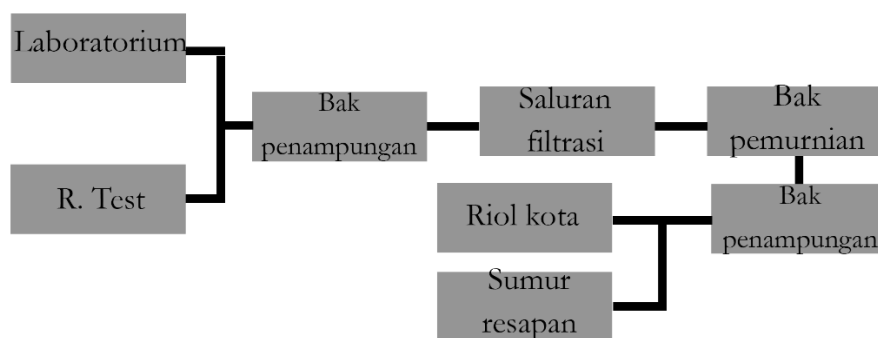 Laboratorium
R. Test
Bak
penampungan
Saluran
filtrasi
Bak
pemurnian
Bak
penampungan
Riol kota
Sumur
resapan